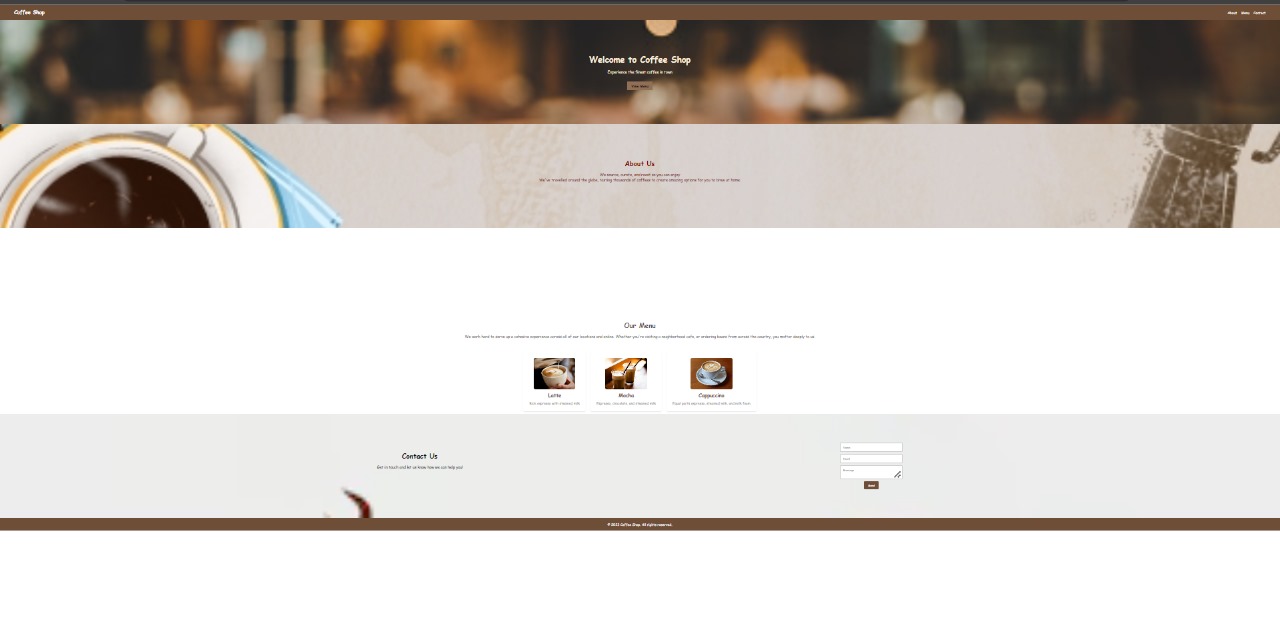 Coffee Shop
About Menu Contact
Welcome to Coffee Shop
Experience the finest coffee in town
View Menu
About Us
We source, curate, and roast so you can enjoy.
We've travelled around the globe, tasting thousands of coffees to create amazing options for you to brew at home.
Our Menu
We work hard to serve up a cohesive experience across all of our locations and online. Whether you're visiting a neighborhood cafe, or ordering beans from across the country, you matter deeply to us.
Latte
Mocha
Cappuccino
Rich espresso with steamed milk.
Espresso, chocolate, and steamed milk.
Equal parts espresso, steamed milk, and milk foam.
Contact Us
Get in touch and let us know how we can help you!
Name
Email
Message
Send
© 2023 Coffee Shop. All rights reserved.